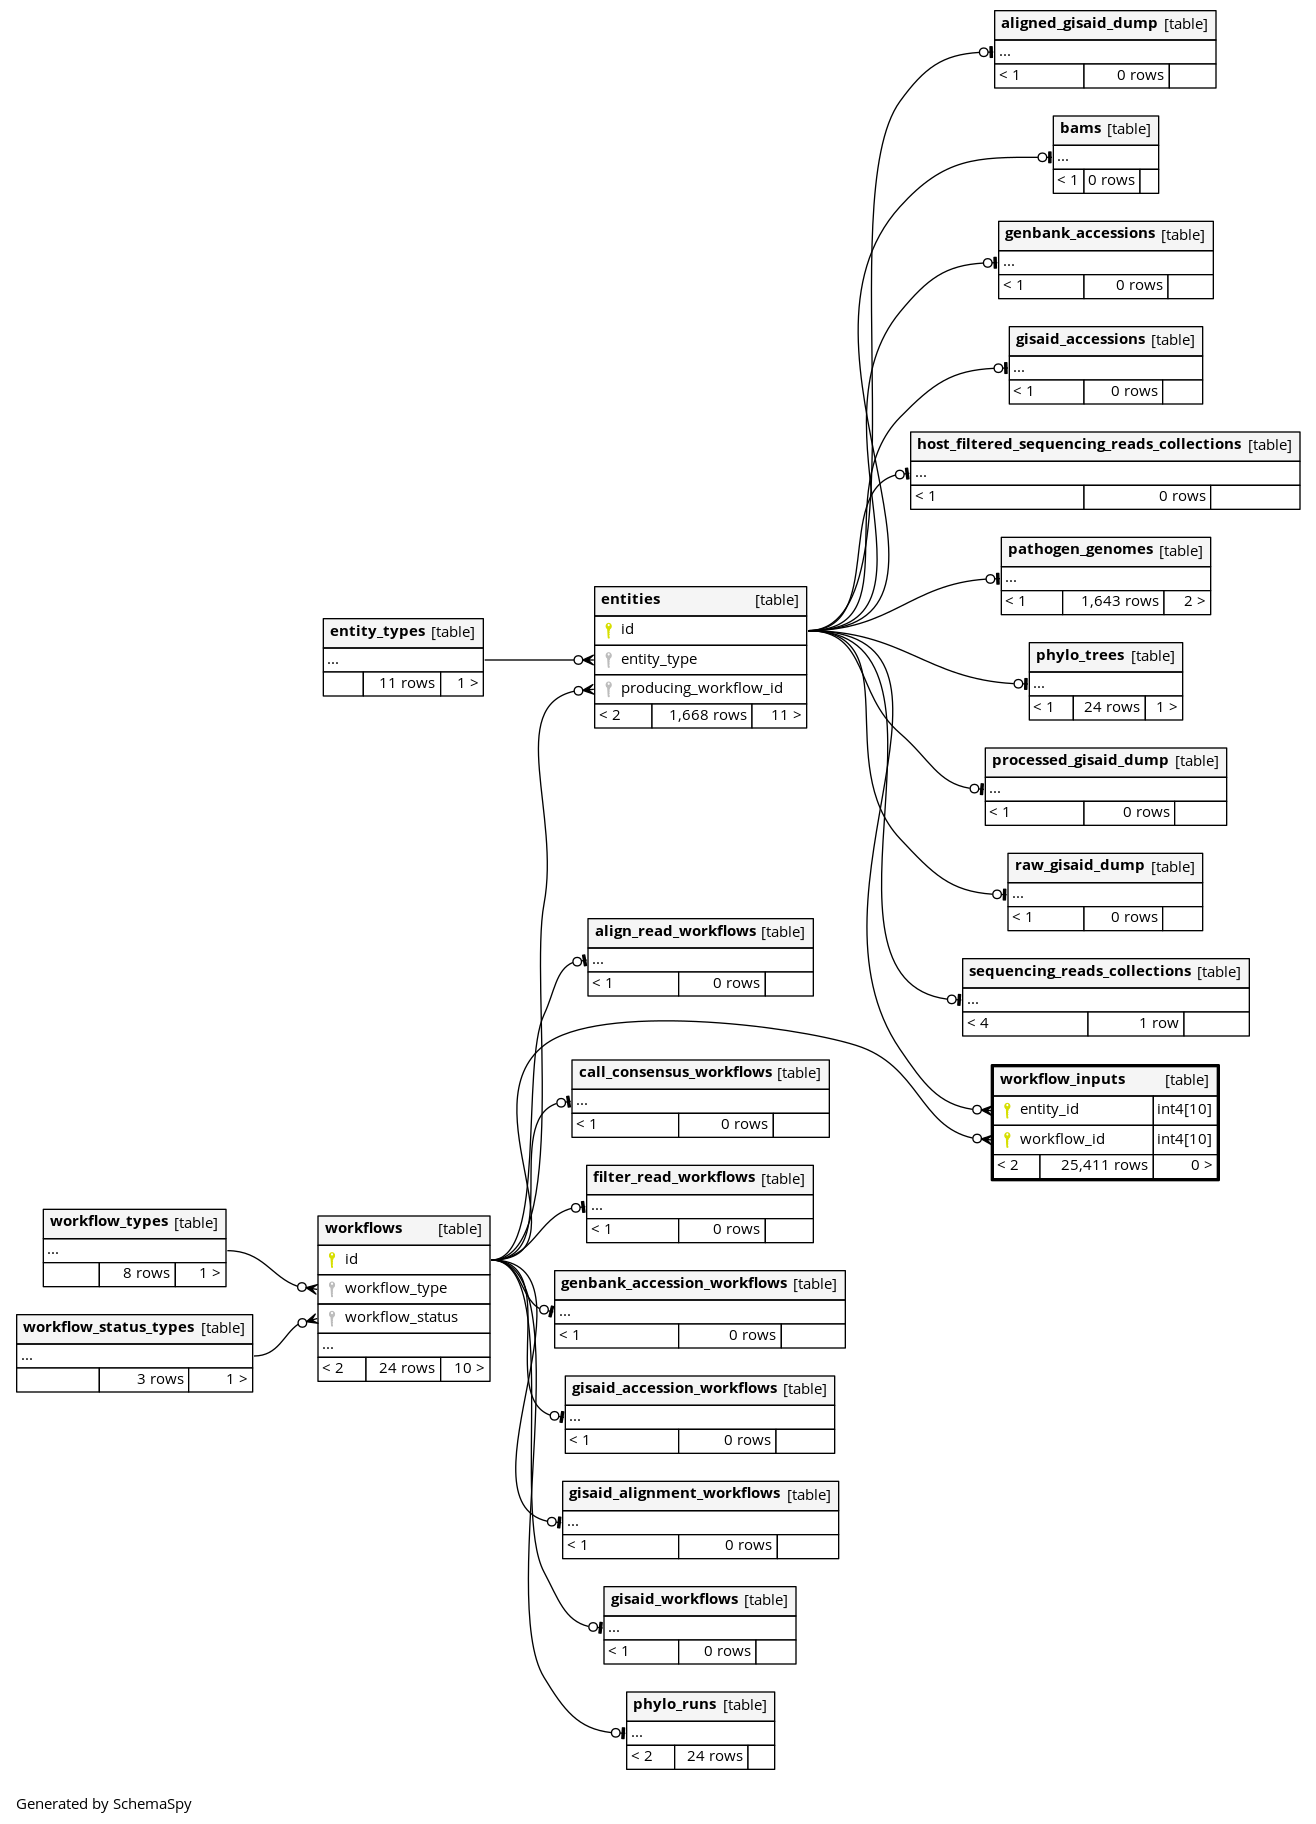 aligned_gisaid_dump [table]
...
< 1 0 rows
bams [table]
...
< 1 0 rows
genbank_accessions [table]
...
< 1 0 rows
gisaid_accessions [table]
...
< 1 0 rows
host_filtered_sequencing_reads_collections [table]
...
< 1 0 rows
pathogen_genomes [table]
...
< 1 1,643 rows 2 >
entities [table]
id
entity_type
producing_workflow_id
< 2 1,668 rows 11 >
entity_types [table]
...
11 rows 1 >
phylo_trees [table]
...
< 1 24 rows 1 >
processed_gisaid_dump [table]
...
< 1 0 rows
raw_gisaid_dump [table]
...
< 1 0 rows
align_read_workflows [table]
...
< 1 0 rows
sequencing_reads_collections [table]
...
< 4 1 row
call_consensus_workflows [table]
...
< 1 0 rows
workflow_inputs [table]
entity_id int4[10]
workflow_id int4[10]
< 2 25,411 rows 0 >
filter_read_workflows [table]
...
< 1 0 rows
workflow_types [table]
...
8 rows 1 >
workflows [table]
id
workflow_type
workflow_status
...
< 2 24 rows 10 >
workflow_status_types [table]
...
3 rows 1 >
genbank_accession_workflows [table]
...
< 1 0 rows
gisaid_accession_workflows [table]
...
< 1 0 rows
gisaid_alignment_workflows [table]
...
< 1 0 rows
gisaid_workflows [table]
...
< 1 0 rows
phylo_runs [table]
...
< 2 24 rows
Generated by SchemaSpy